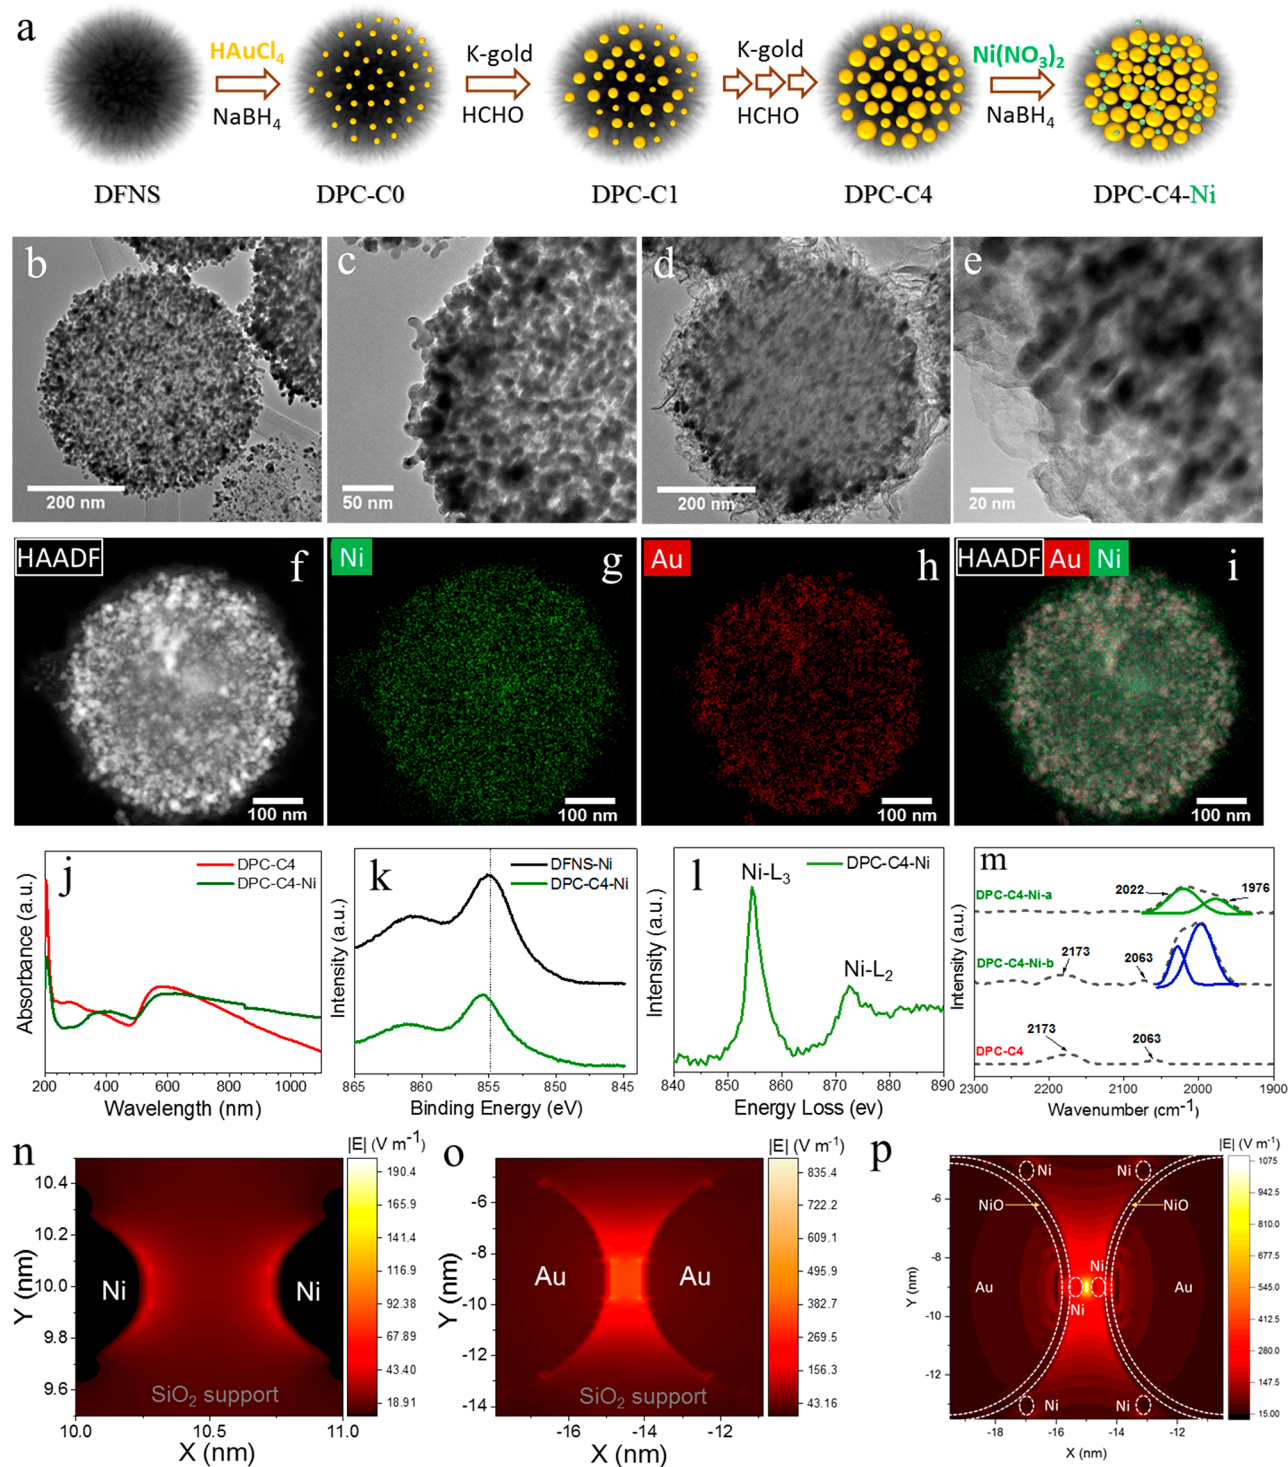 a
HAuCl4
NaBH4
K-gold
HCHO
K-gold
HCHO
Ni(NO3)2
NaBH4
DFNS
DPC-C0
DPC-C1
DPC-C4
DPC-C4-Ni
b
200 nm
c
50 nm
d
200 nm
e
20 nm
HAADF
f
100 nm
Ni
g
100 nm
Au
h
100 nm
HAADF Au Ni
i
100 nm
j
DPC-C4
DPC-C4-Ni
Absorbance (a.u.)
200 400 600 800 1000
Wavelength (nm)
k
DFNS-Ni
DPC-C4-Ni
Intensity (a.u.)
865 860 855 850 845
Binding Energy (eV)
l
DPC-C4-Ni
Ni-L3
Ni-L2
Intensity (a.u.)
840 850 860 870 880 890
Energy Loss (ev)
m
DPC-C4-Ni-a
2022
1976
DPC-C4-Ni-b
2173
2063
2173
2063
DPC-C4
Intensity (a.u.)
2300 2200 2100 2000 1900
Wavenumber (cm-1)
n
|E| (V m-1)
190.4
165.9
141.4
116.9
92.38
67.89
43.40
18.91
10.4
10.2
10.0
9.8
9.6
Y (nm)
Ni
Ni
SiO2 support
10.0 10.5 11.0
X (nm)
o
|E| (V m-1)
835.4
722.2
609.1
495.9
382.7
269.5
156.3
43.16
-6
-8
-10
-12
-14
Y (nm)
Au
Au
SiO2 support
-16 -14 -12
X (nm)
p
|E| (V m-1)
1075
942.5
810.0
677.5
545.0
412.5
280.0
147.5
15.00
-6
-8
-10
-12
Y (nm)
Ni
Ni
NiO
NiO
Ni
Au
Au
Ni
Ni
Ni
-18 -16 -14 -12
X (nm)